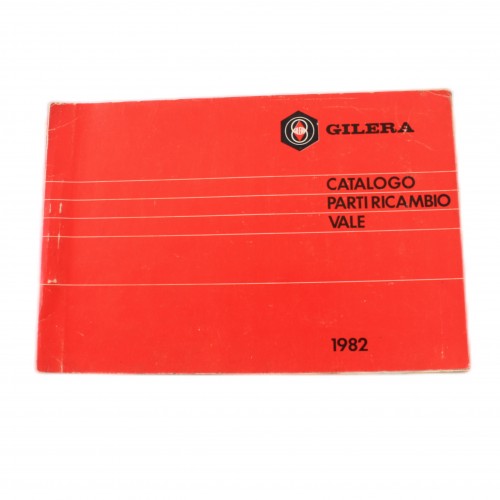 GILERA
CATALOGO
PARTI RICAMBIO
VALE
1982